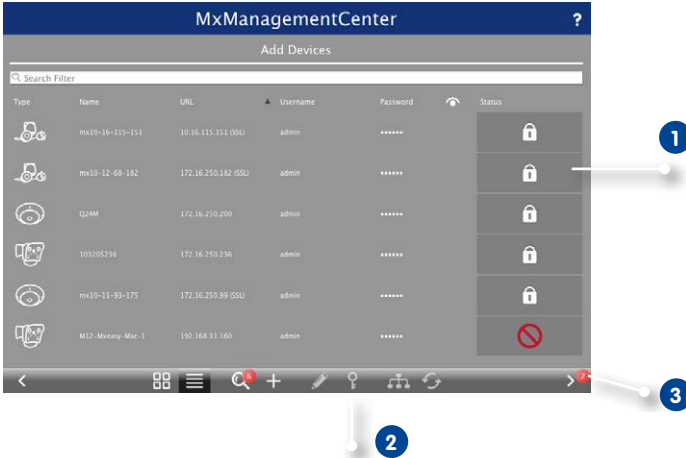 MxManagementCenter ?
Add Devices
Search Filter
Type Name URL Username Password Status
mx10-16-115-151 10.16.115.151 (SSL) admin ••••••
mx10-12-68-182 172.16.250.182 (SSL) admin ••••••
Q24M 172.16.250.200 admin ••••••
103205236 172.16.250.236 admin ••••••
mx10-11-93-175 172.16.250.99 (SSL) admin ••••••
M12-Mxeasy-Mar-1 192.168.31.160 admin ••••••
6 2
1
2
3